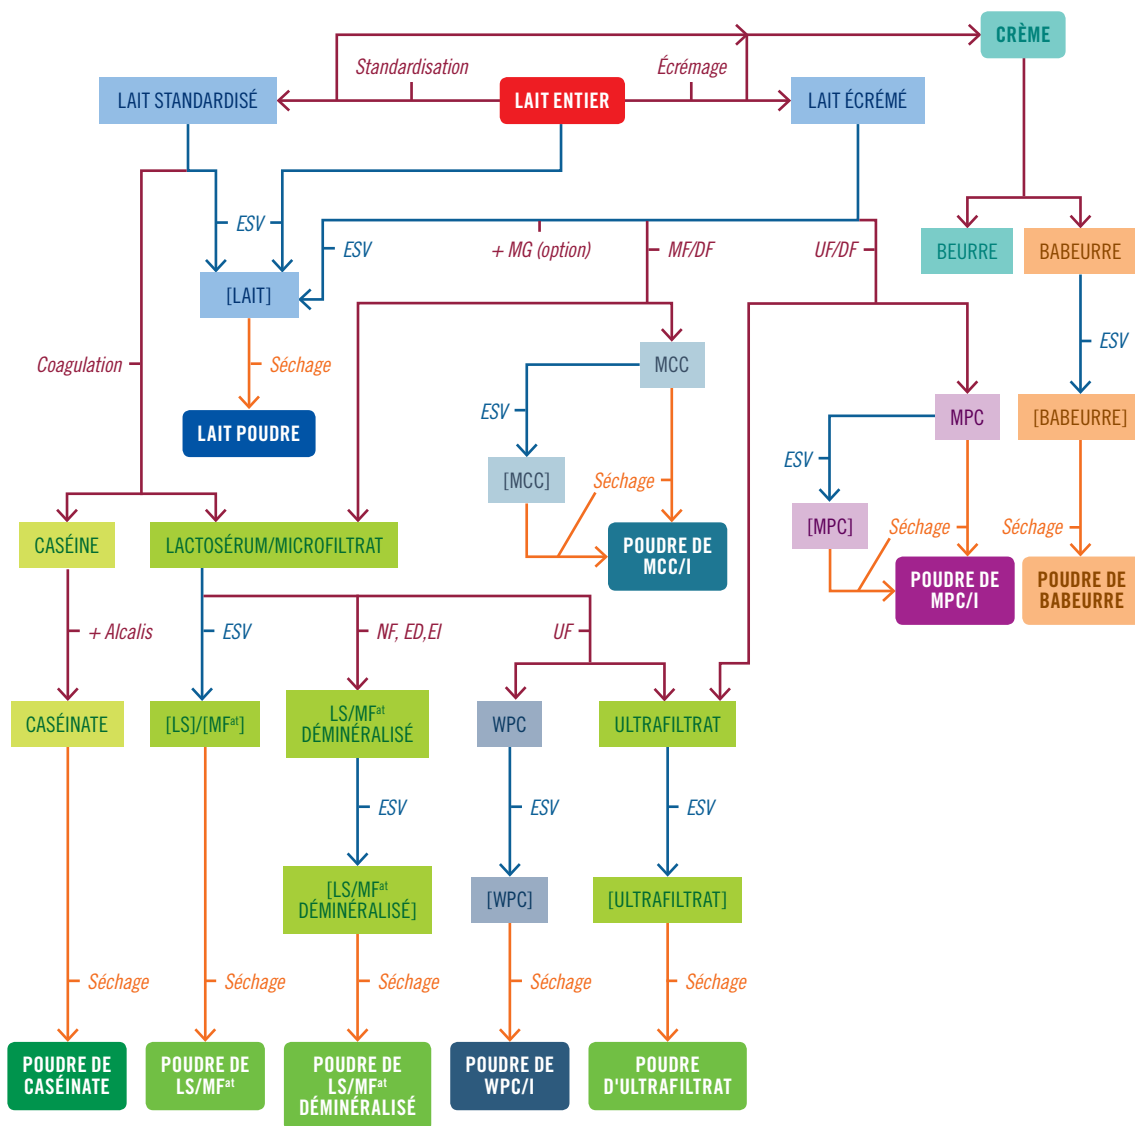 CRÈME
Standardisation
Écrémage
LAIT STANDARDISÉ
LAIT ENTIER
LAIT ÉCRÉMÉ
ESV
ESV
+ MG (option)
MF/DF
UF/DF
BEURRE
BABEURRE
[LAIT]
ESV
Coagulation
Séchage
MCC
LAIT POUDRE
ESV
MPC
[BABEURRE]
ESV
[MCC]
Séchage
[MPC]
Séchage
Séchage
CASÉINE
LACTOSÉRUM/MICROFILTRAT
POUDRE DE
MCC/I
POUDRE DE
MPC/I
POUDRE DE
BABEURRE
+ Alcalis
ESV
NF, ED,EI
UF
CASÉINATE
[LS]/[MFat]
LS/MFat
DÉMINÉRALISÉ
WPC
ULTRAFILTRAT
ESV
ESV
ESV
[LS/MFat
DÉMINÉRALISÉ]
[WPC]
[ULTRAFILTRAT]
Séchage
Séchage
Séchage
Séchage
Séchage
POUDRE DE
CASÉINATE
POUDRE DE
LS/MFat
POUDRE DE
LS/MFat
DÉMINÉRALISÉ
POUDRE DE
WPC/I
POUDRE
D'ULTRAFILTRAT